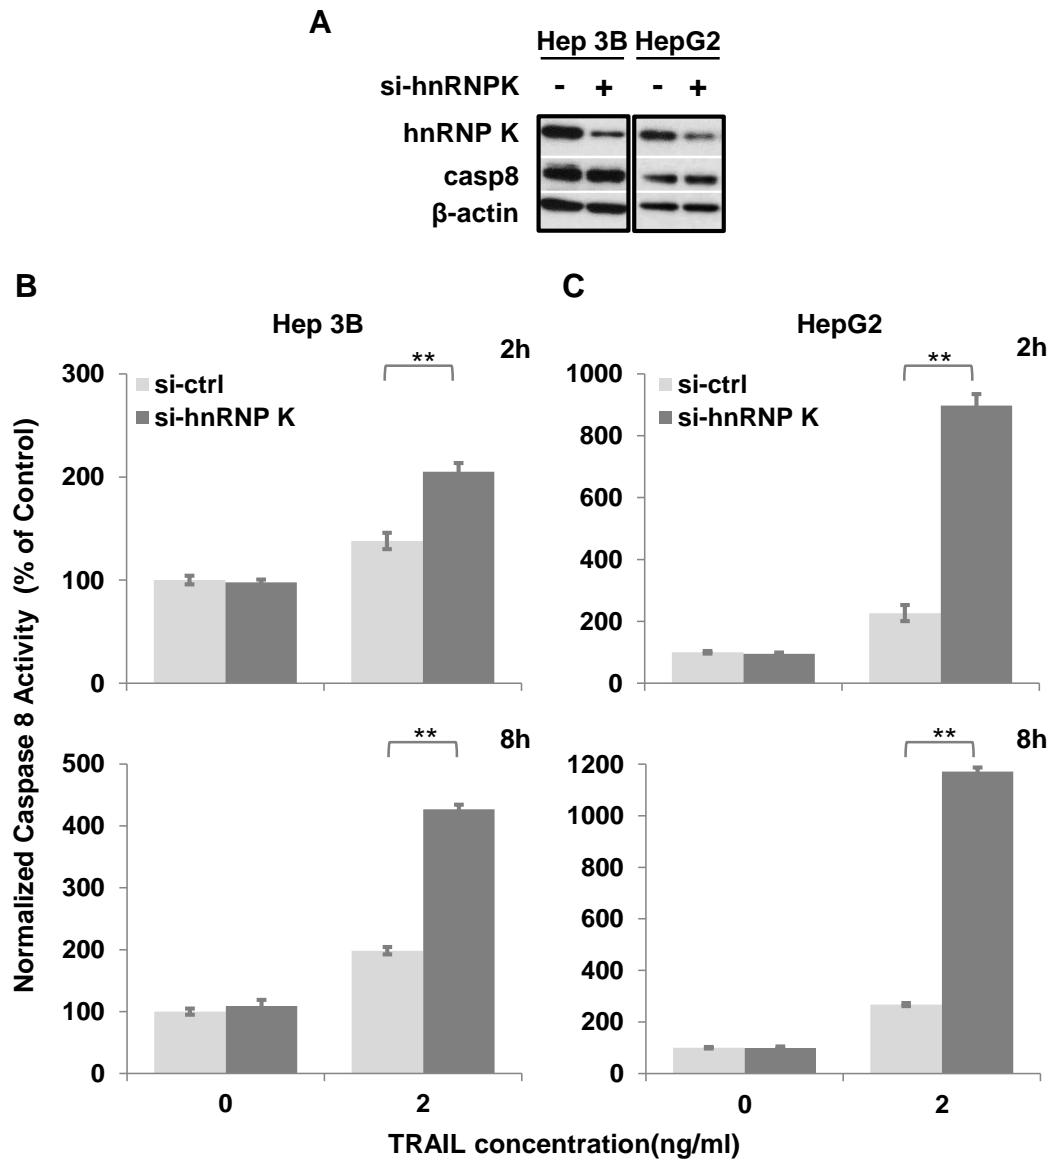 A
Hep 3B HepG2
si-hnRNPK - + - +
hnRNP K
casp8
β-actin
B
C
Hep 3B
HepG2
2h
2h
**
**
si-ctrl
si-hnRNP K
si-ctrl
si-hnRNP K
300
200
100
0
1000
800
600
400
200
0
8h
8h
**
**
500
400
300
200
100
0
1200
1000
800
600
400
200
0
0
2
0
2
Normalized Caspase 8 Activity (% of Control)
TRAIL concentration(ng/ml)